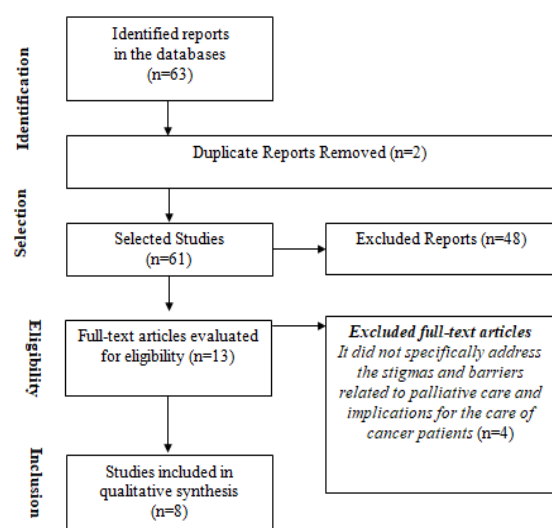 Identification
Identified reports
in the databases
(n=63)
Duplicate Reports Removed (n=2)
Selection
Selected Studies
(n=61)
Excluded Reports (n=48)
Eligibility
Full-text articles evaluated
for eligibility (n=13)
Excluded full-text articles
It did not specifically address
the stigmas and barriers
related to palliative care and
implications for the care of
cancer patients (n=4)
Inclusion
Studies included in
qualitative synthesis
(n=8)